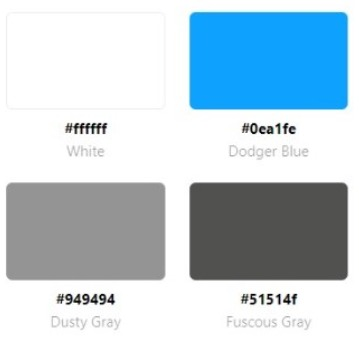 #ffffff
White
#0ea1fe
Dodger Blue
#949494
Dusty Gray
#51514f
Fuscous Gray